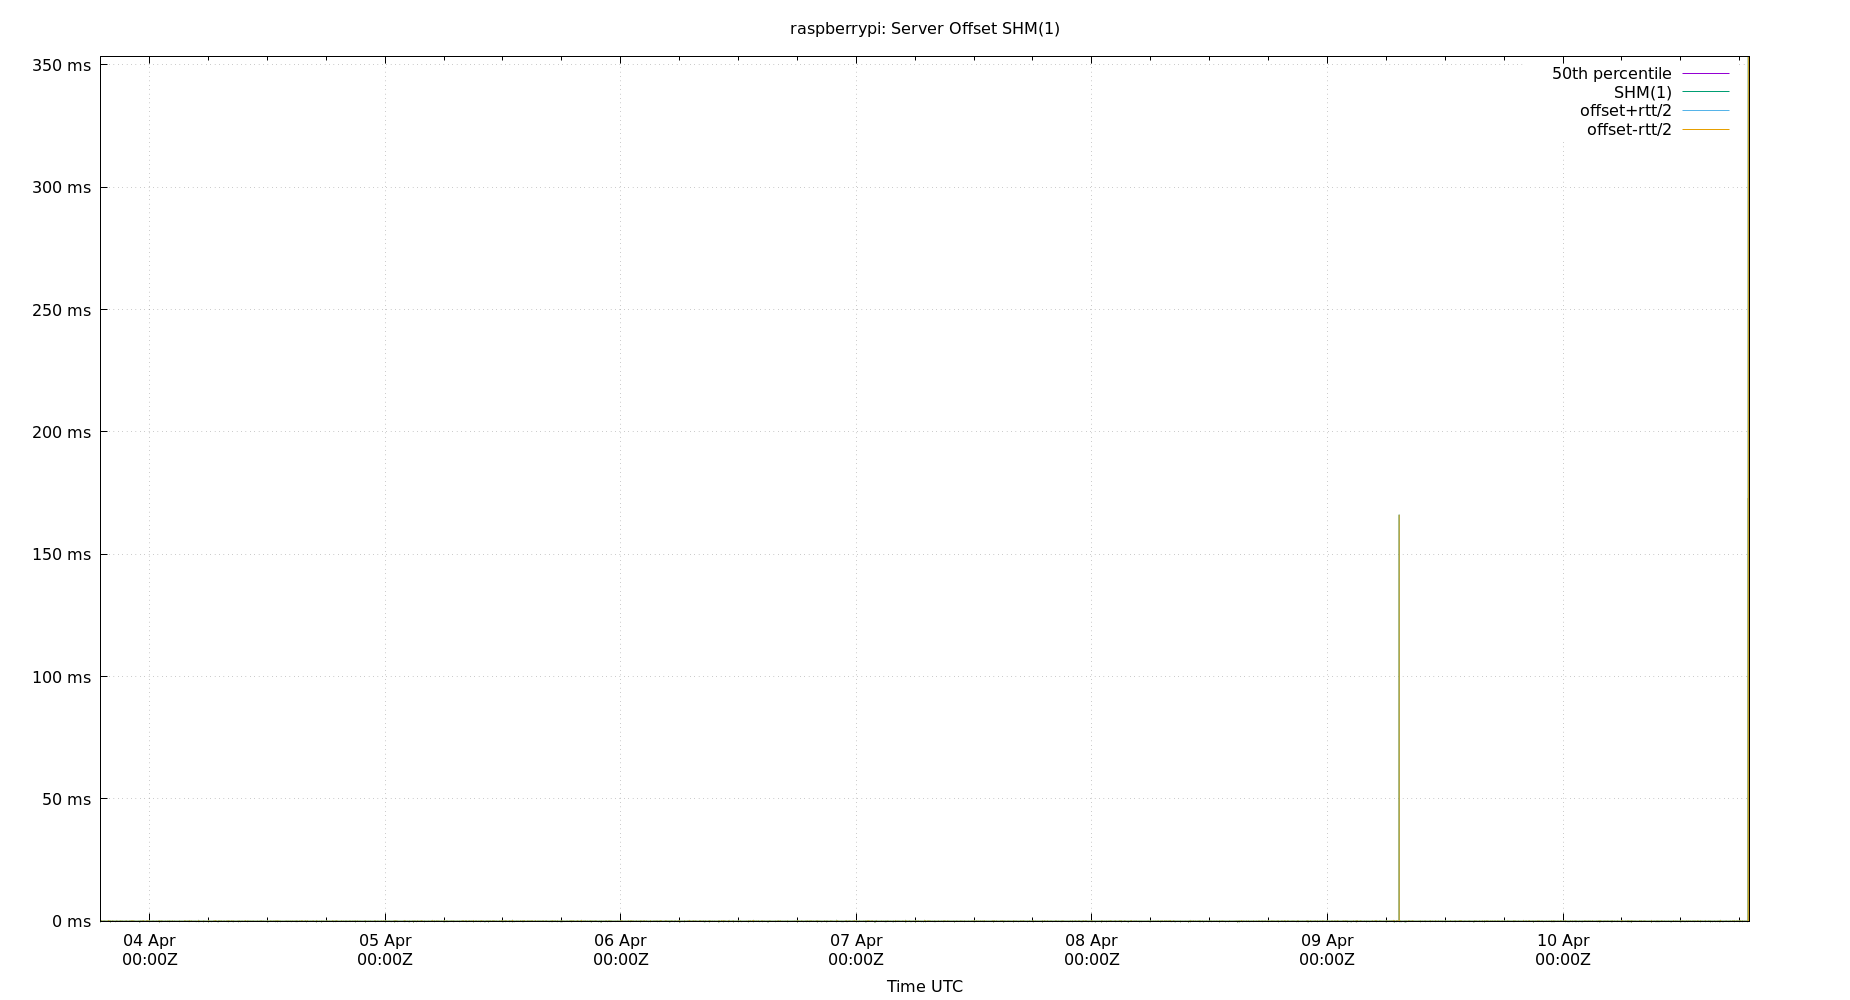 raspberrypi: Server Offset SHM(1)
350 ms
300 ms
250 ms
200 ms
150 ms
100 ms
50 ms
0 ms
50th percentile
SHM(1)
offset+rtt/2
offset-rtt/2
04 Apr 05 Apr 06 Apr 07 Apr 08 Apr 09 Apr 10 Apr
00:00Z 00:00Z 00:00Z 00:00Z 00:00Z 00:00Z 00:00Z
Time UTC